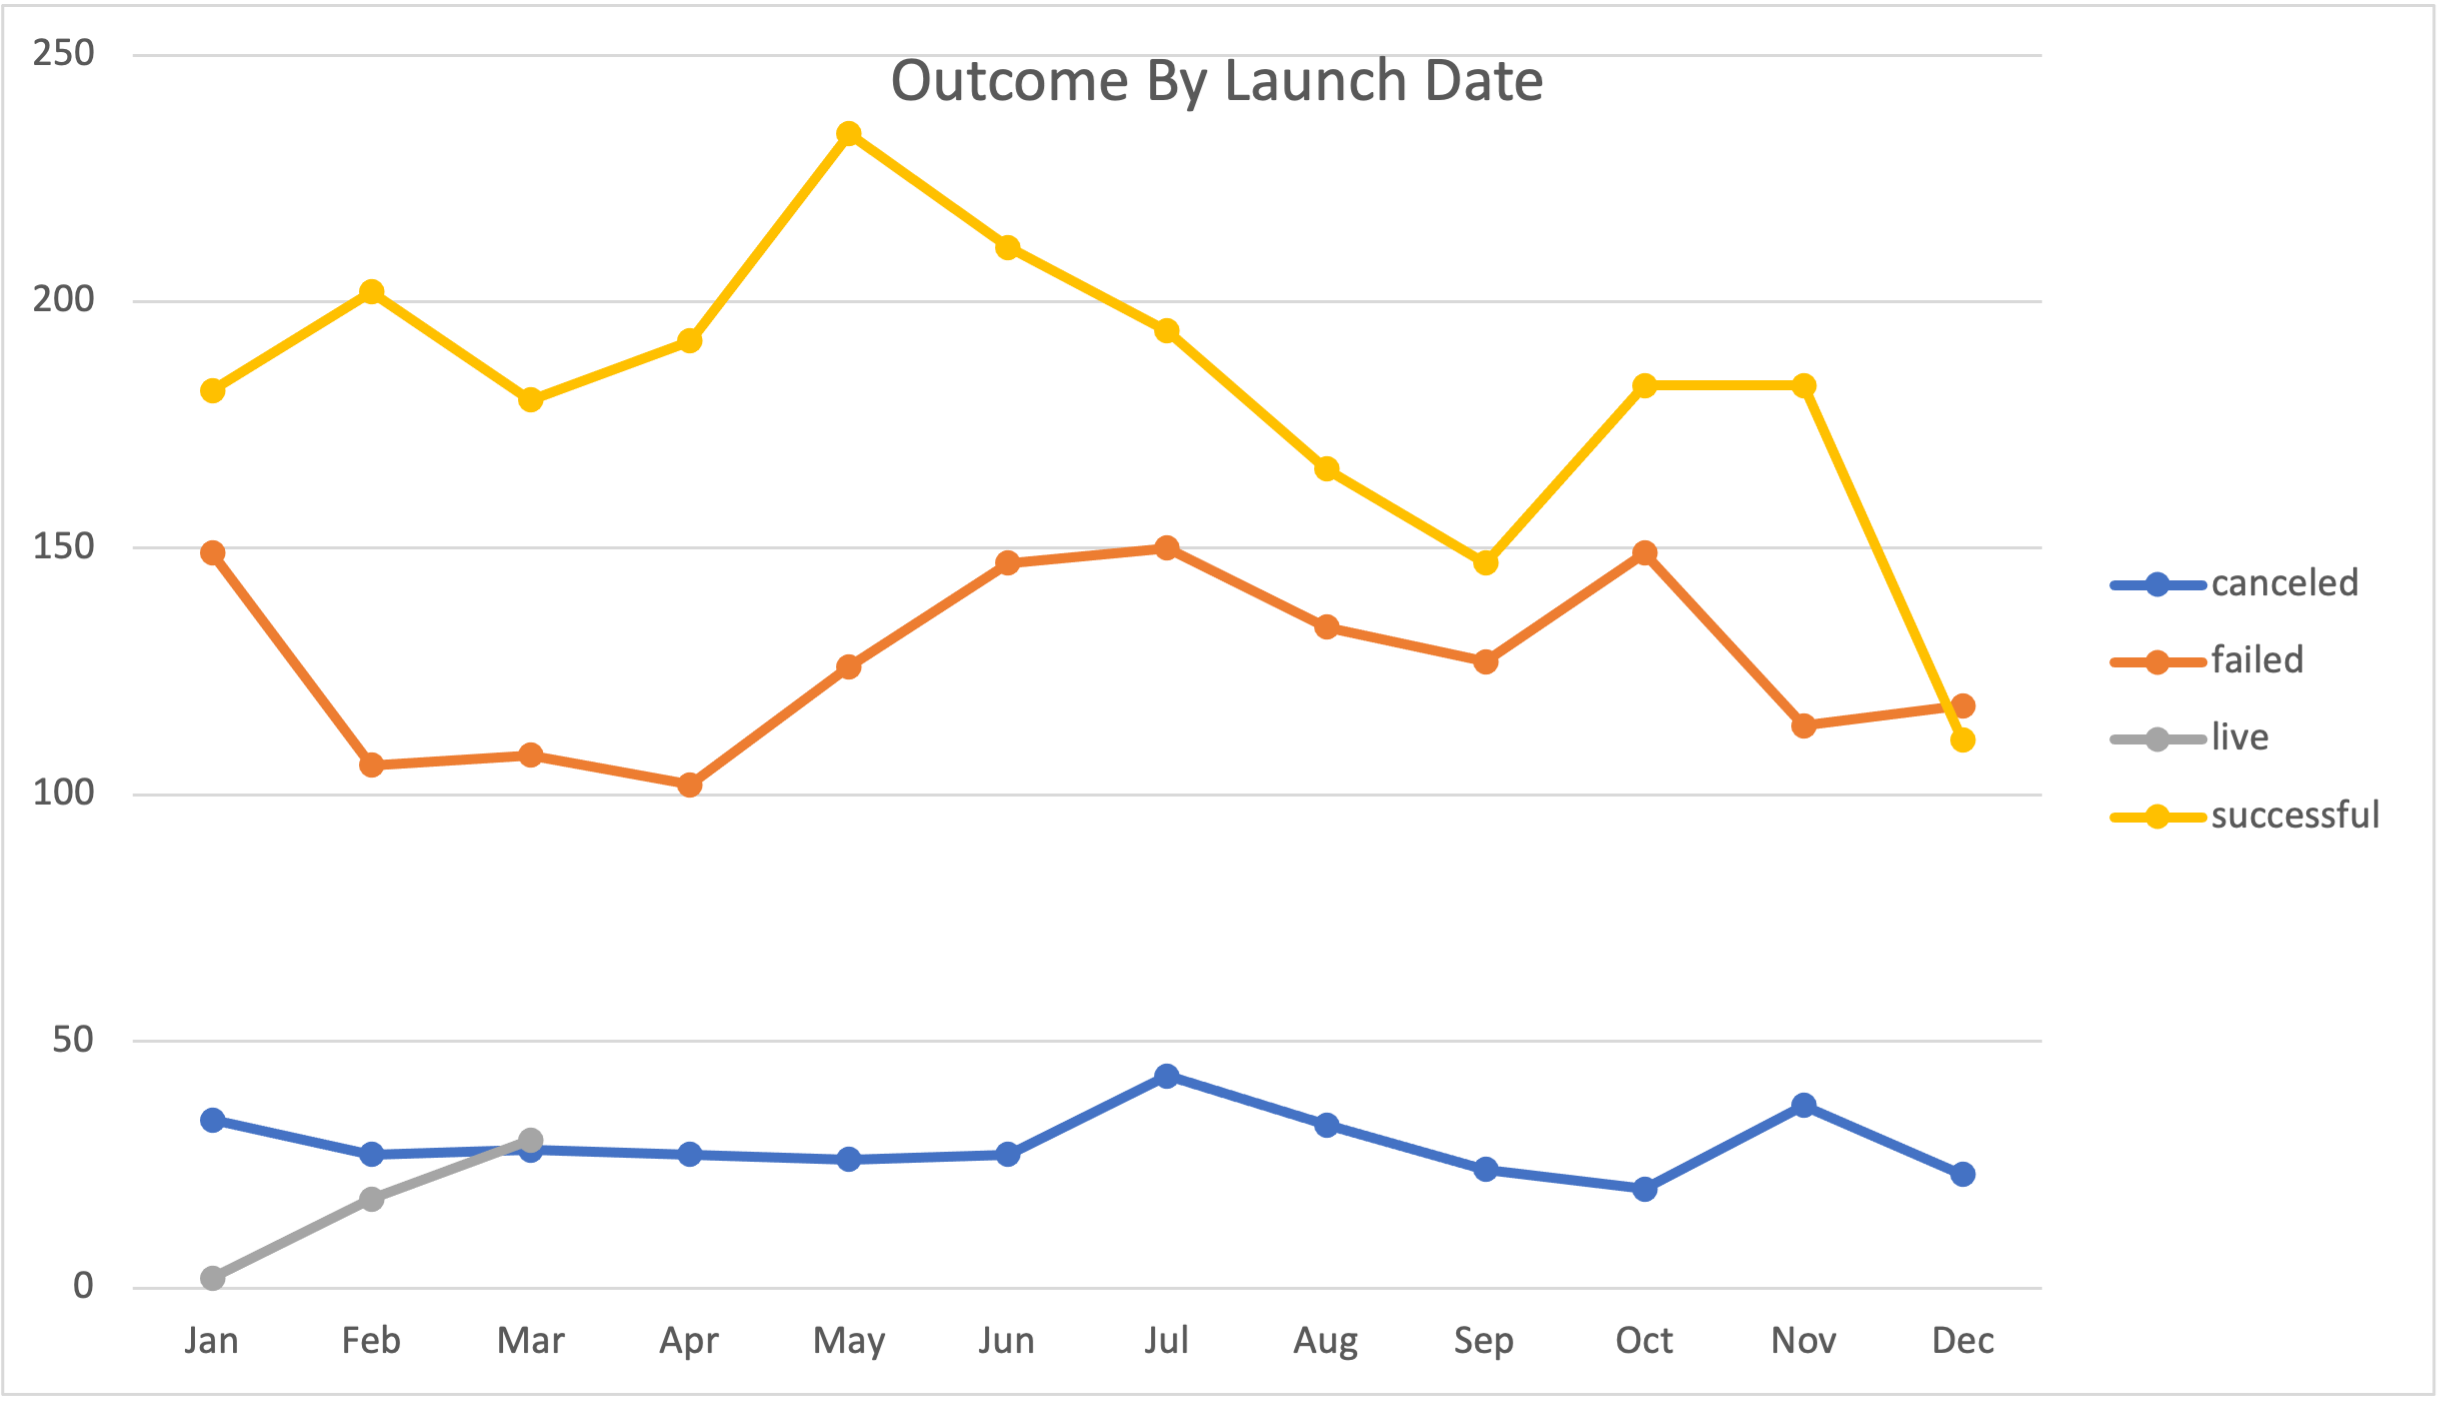 Outcome By Launch Date
250
200
150
100
50
0
Jan Feb Mar Apr May Jun Jul Aug Sep Oct Nov Dec
canceled
failed
live
successful